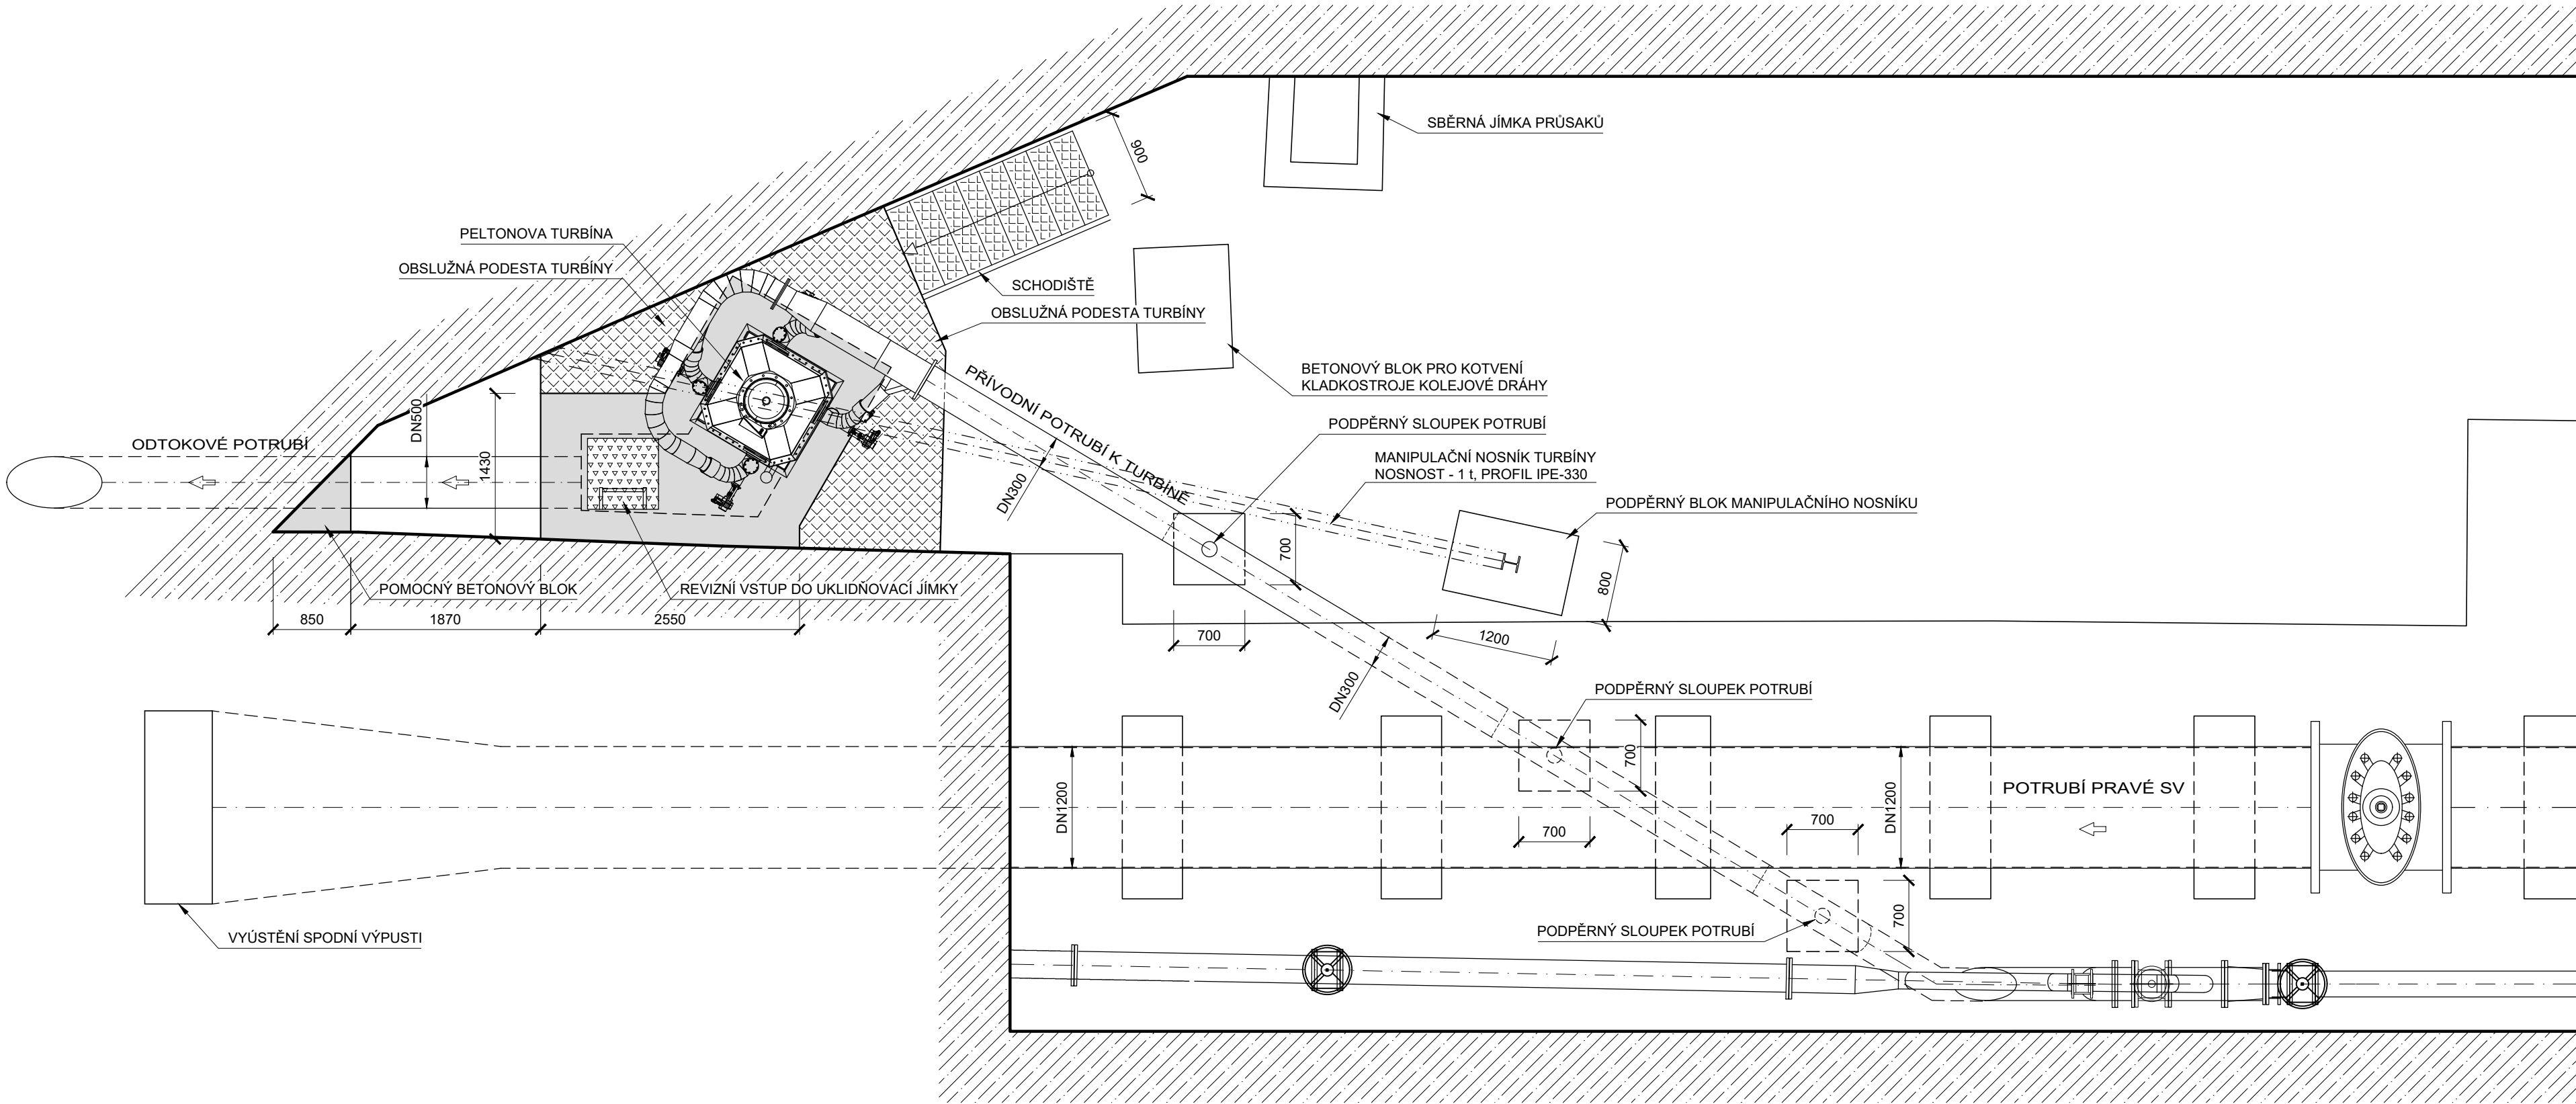 SBĚRNÁ JÍMKA PRŮSAKŮ
900
PELTONOVA TURBÍNA
OBSLUŽNÁ PODESTA TURBÍNY
SCHODIŠTĚ
OBSLUŽNÁ PODESTA TURBÍNY
BETONOVÝ BLOK PRO KOTVENÍ
KLADKOSTROJE KOLEJOVÉ DRÁHY
PŘÍVODNÍ POTRUBÍ K TURBÍNĚ
DN300
PODPĚRNÝ SLOUPEK POTRUBÍ
MANIPULAČNÍ NOSNÍK TURBÍNY
NOSNOST - 1 t, PROFIL IPE-330
PODPĚRNÝ BLOK MANIPULAČNÍHO NOSNÍKU
ODTOKOVÉ POTRUBÍ
DN500
1430
700
800
POMOCNÝ BETONOVÝ BLOK
REVIZNÍ VSTUP DO UKLIDŇOVACÍ JÍMKY
850
1870
2550
700
1200
DN300
PODPĚRNÝ SLOUPEK POTRUBÍ
700
DN1200
700
700
DN1200
POTRUBÍ PRAVÉ SV
700
PODPĚRNÝ SLOUPEK POTRUBÍ
VYÚSTĚNÍ SPODNÍ VÝPUSTI